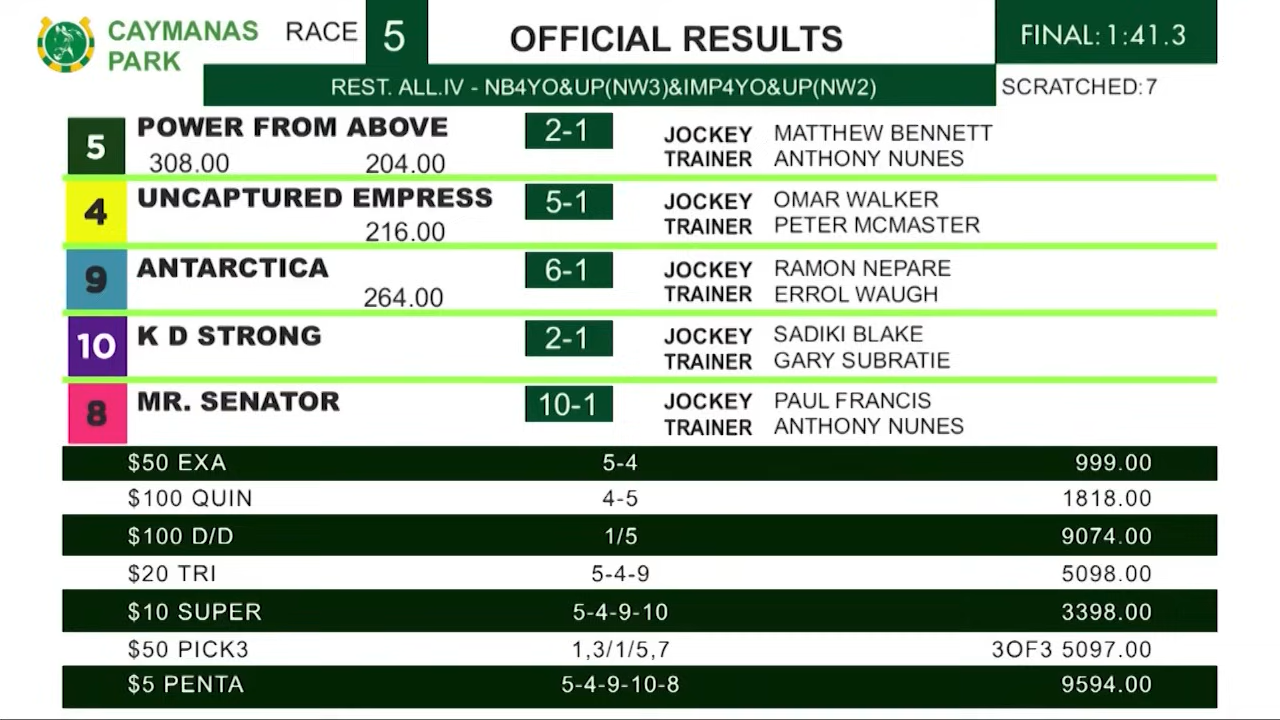 CAYMANAS PARK
RACE 5
OFFICIAL RESULTS
FINAL: 1:41.3
REST. ALL.IV - NB4YO&UP(NW3)&IMP4YO&UP(NW2)
SCRATCHED:7
5 POWER FROM ABOVE 2-1 JOCKEY MATTHEW BENNETT
308.00 204.00 TRAINER ANTHONY NUNES
4 UNCAPTURED EMPRESS 5-1 JOCKEY OMAR WALKER
216.00 TRAINER PETER MCMASTER
9 ANTARCTICA 6-1 JOCKEY RAMON NEPARE
264.00 TRAINER ERROL WAUGH
10 K D STRONG 2-1 JOCKEY SADIKI BLAKE
TRAINER GARY SUBRATIE
8 MR. SENATOR 10-1 JOCKEY PAUL FRANCIS
TRAINER ANTHONY NUNES
$50 EXA 5-4 999.00
$100 QUIN 4-5 1818.00
$100 D/D 1/5 9074.00
$20 TRI 5-4-9 5098.00
$10 SUPER 5-4-9-10 3398.00
$50 PICK3 1,3/1/5,7 3OF3 5097.00
$5 PENTA 5-4-9-10-8 9594.00